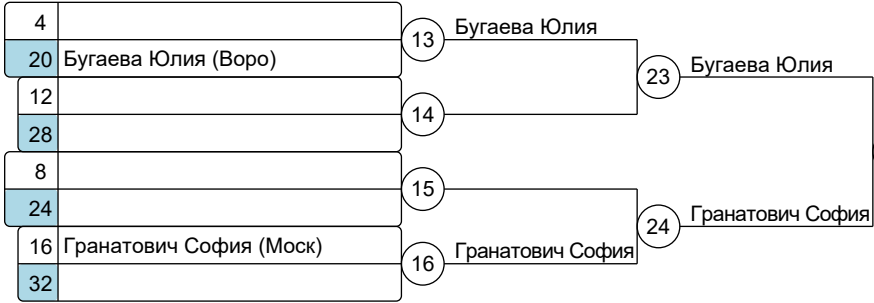 4
13 Бугаева Юлия
20 Бугаева Юлия (Воро)
23 Бугаева Юлия
12
14
28
8
15
24
24 Гранатович София
16 Гранатович София (Моск)
16 Гранатович София
32